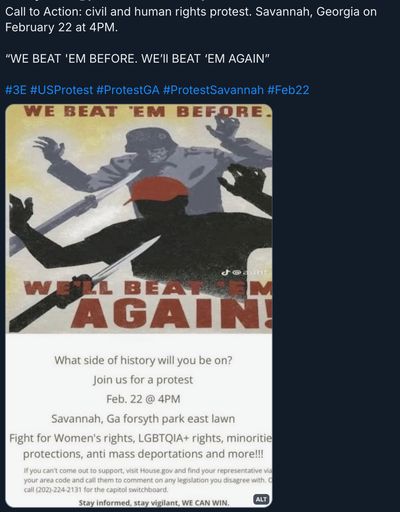 Call to Action: civil and human rights protest. Savannah, Georgia on
February 22 at 4PM.
“WE BEAT 'EM BEFORE. WE’ll BEAT ‘EM AGAIN”
#3E #USProtest #ProtestGA #ProtestSavannah #Feb22
WE BEAT 'EM BEFORE.
WE'LL BEAT 'EM
AGAIN!
What side of history will you be on?
Join us for a protest
Feb. 22 @ 4PM
Savannah, Ga forsyth park east lawn
Fight for Women's rights, LGBTQIA+ rights, minoritie
protections, anti mass deportations and more!!!
If you can't come out to support, visit House.gov and find your representative via
your area code and call them to comment on any legislation you disagree with. O
call (202)-224-2131 for the capitol switchboard.
Stay informed, stay vigilant, WE CAN WIN.
ALT